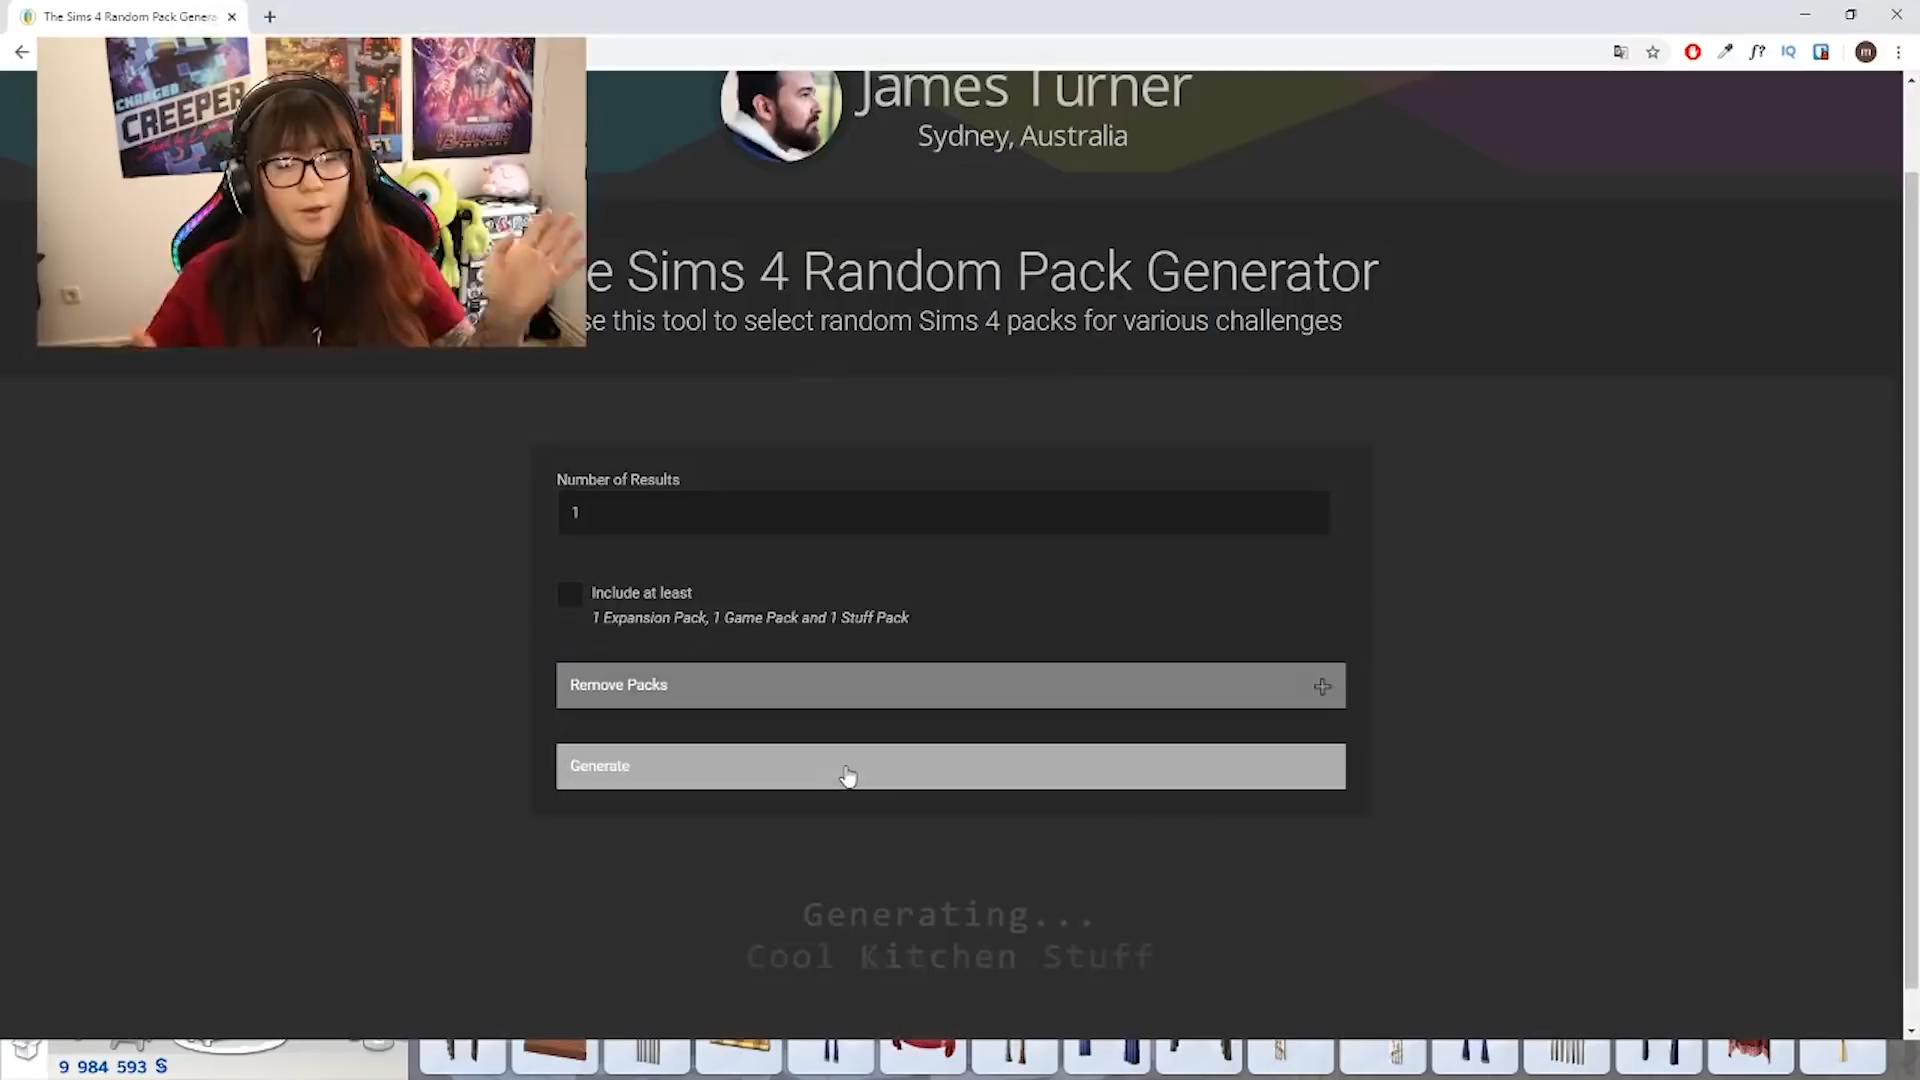 The Sims 4 Random Pack Genera
CHARGED
CREEPER
AVENGERS
James Turner
Sydney, Australia
e Sims 4 Random Pack Generator
se this tool to select random Sims 4 packs for various challenges
Number of Results
1
Include at least
1 Expansion Pack, 1 Game Pack and 1 Stuff Pack
Remove Packs
Generate
Generating...
Cool Kitchen Stuff
9 984 593 S